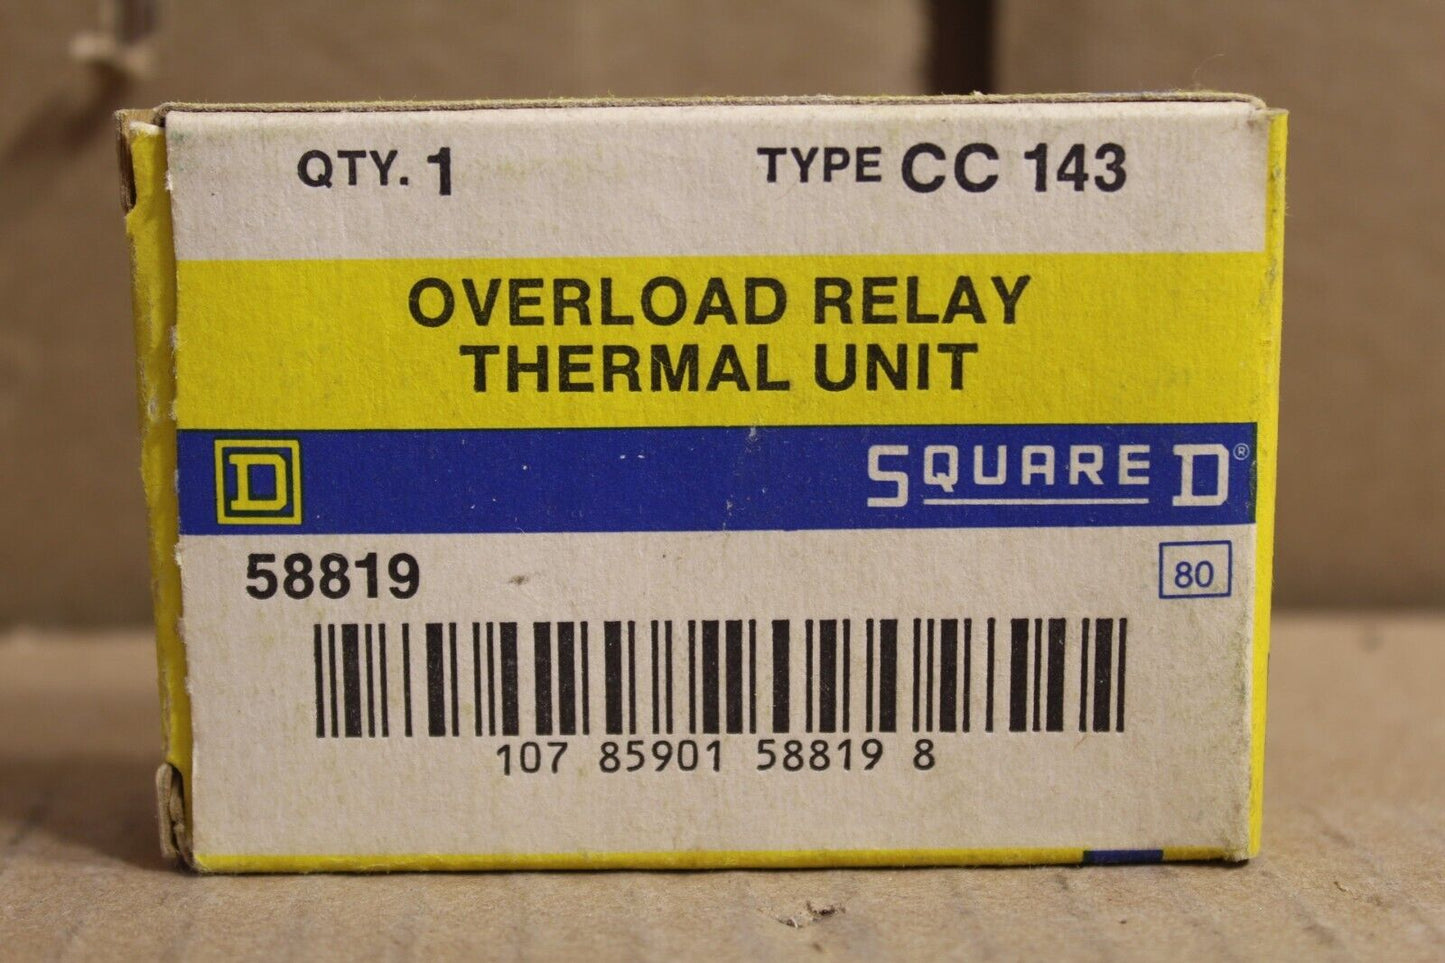 QTY. 1 TYPE CC 143
OVERLOAD RELAY
THERMAL UNIT
D SQUARE D®
58819 80
107 85901 58819 8